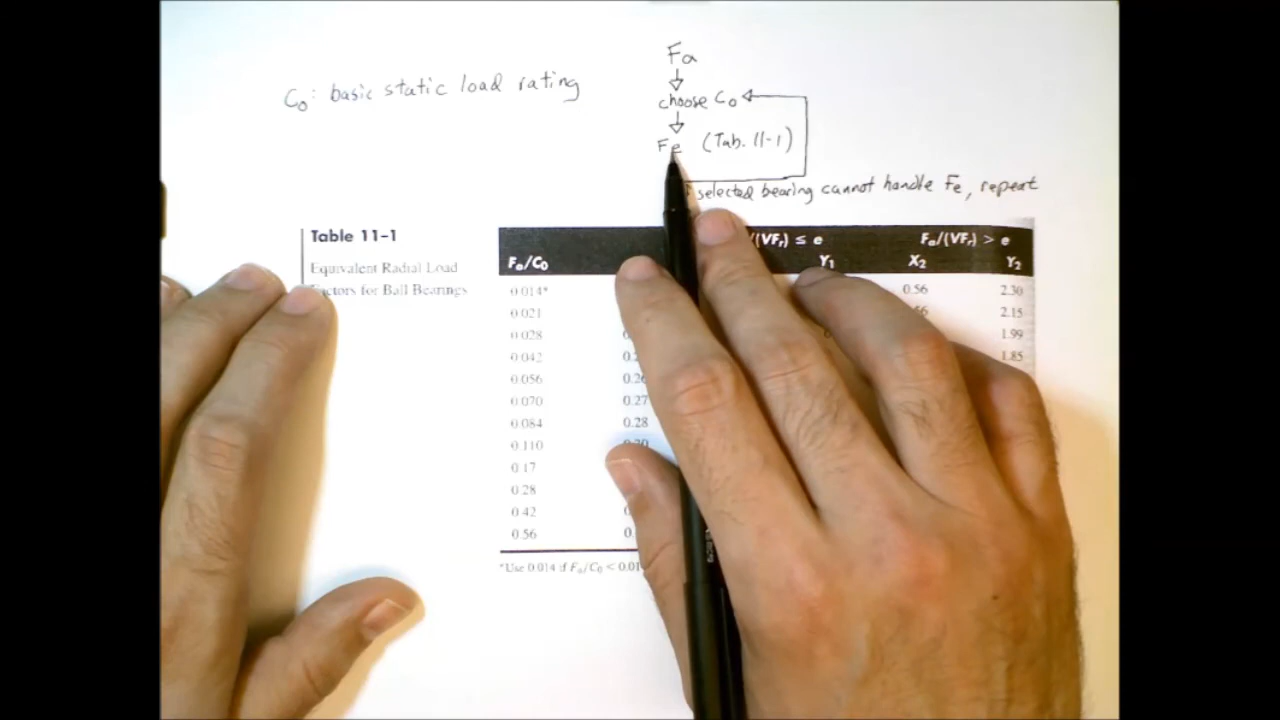 Fa
C₀: basic static load rating
choose C₀
Fe (Tab. 11-1)
selected bearing cannot handle Fe, repeat
Table 11–1
Equivalent Radial Load
Factors for Ball Bearings
/(VFᵣ) ≤ e Fₐ/(VFᵣ) > e
Fₐ/C₀ Y₁ X₂ Y₂
0.014* 0.56 2.30
0.021 2.15
0.028 1.99
0.042 1.85
0.056 0.26
0.070 0.27
0.084 0.28
0.110
0.17
0.28
0.42
0.56
*Use 0.014 if Fₐ/C₀ < 0.01